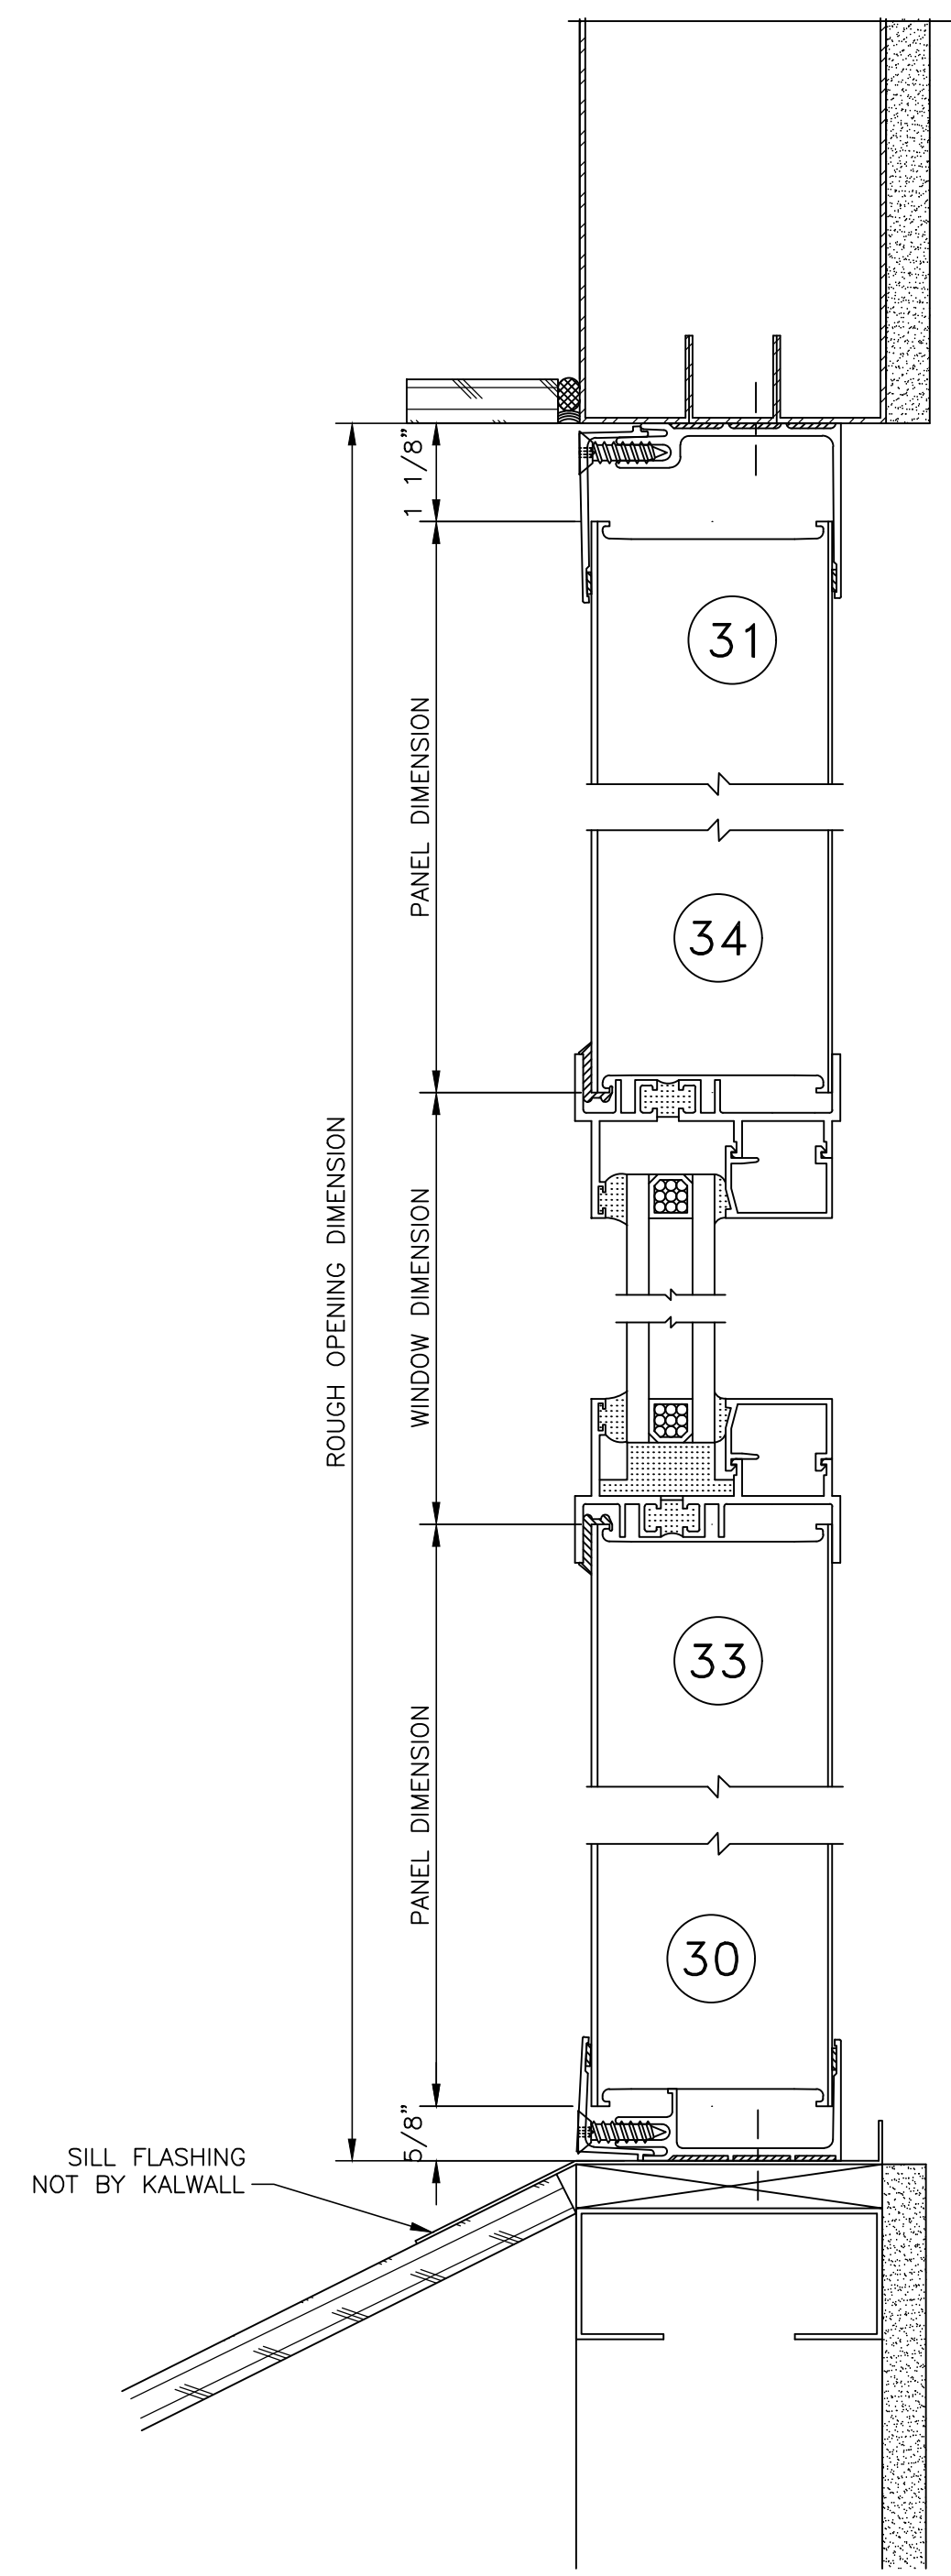 1 1/8"
31
PANEL DIMENSION
34
ROUGH OPENING DIMENSION
WINDOW DIMENSION
33
PANEL DIMENSION
30
5/8"
SILL FLASHING
NOT BY KALWALL